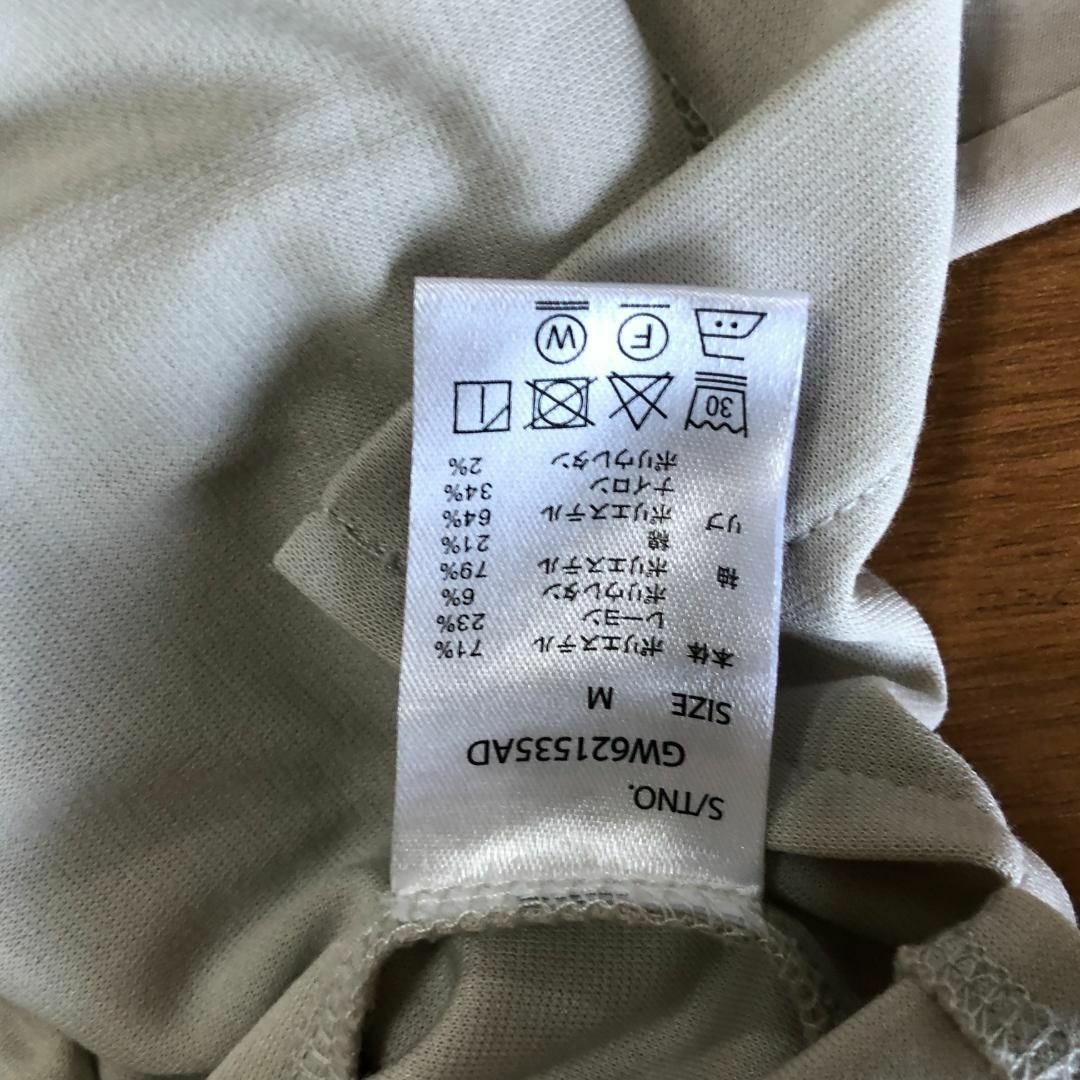 S/TNO.
GW621535AD
SIZE M
本体 ポリエステル 71%
レーヨン 23%
ポリウレタン 6%
袖 ポリエステル 79%
綿 21%
リブ ポリエステル 64%
ナイロン 34%
ポリウレタン 2%
30
F W